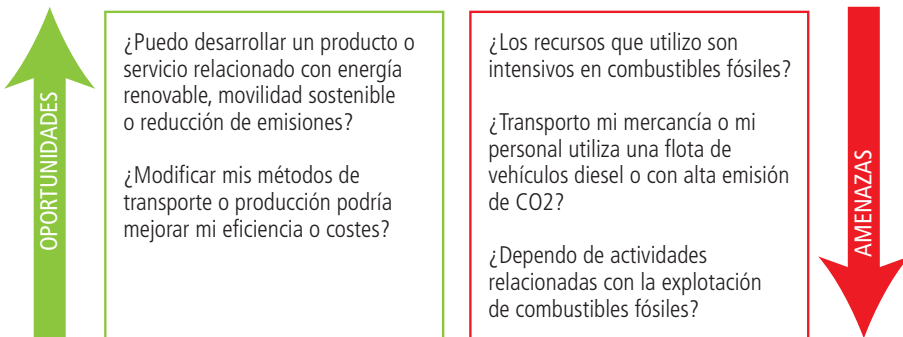 OPORTUNIDADES
¿Puedo desarrollar un producto o
servicio relacionado con energía
renovable, movilidad sostenible
o reducción de emisiones?
¿Modificar mis métodos de
transporte o producción podría
mejorar mi eficiencia o costes?
¿Los recursos que utilizo son
intensivos en combustibles fósiles?
¿Transporto mi mercancía o mi
personal utiliza una flota de
vehículos diesel o con alta emisión
de CO2?
¿Dependo de actividades
relacionadas con la explotación
de combustibles fósiles?
AMENAZAS